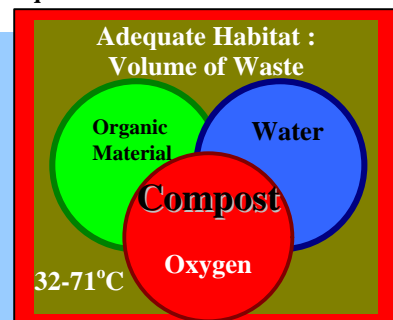 Adequate Habitat :
Volume of Waste
Organic
Material
Water
Compost
Oxygen
32-71°C